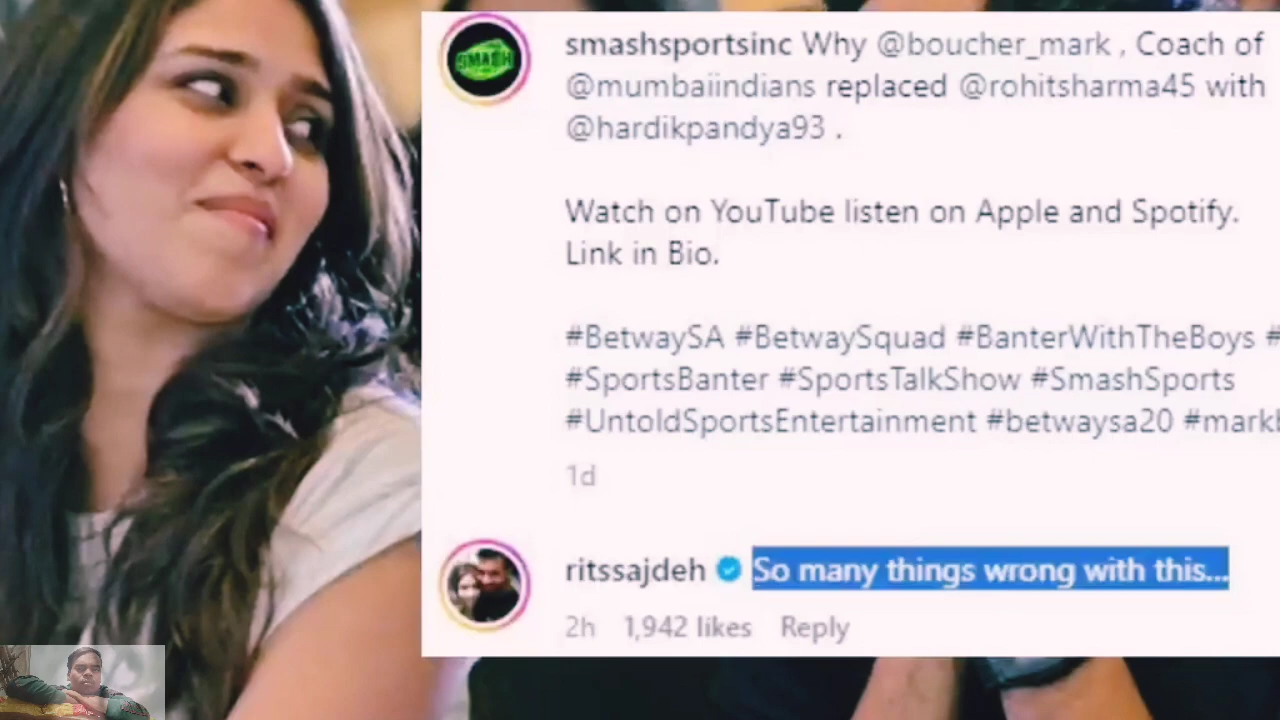 SMASH
smashsportsinc Why @boucher_mark , Coach of
@mumbaiindians replaced @rohitsharma45 with
@hardikpandya93 .
Watch on YouTube listen on Apple and Spotify.
Link in Bio.
#BetwaySA #BetwaySquad #BanterWithTheBoys #
#SportsBanter #SportsTalkShow #SmashSports
#UntoldSportsEntertainment #betwaysa20 #mark
1d
ritssajdeh So many things wrong with this...
2h 1,942 likes Reply